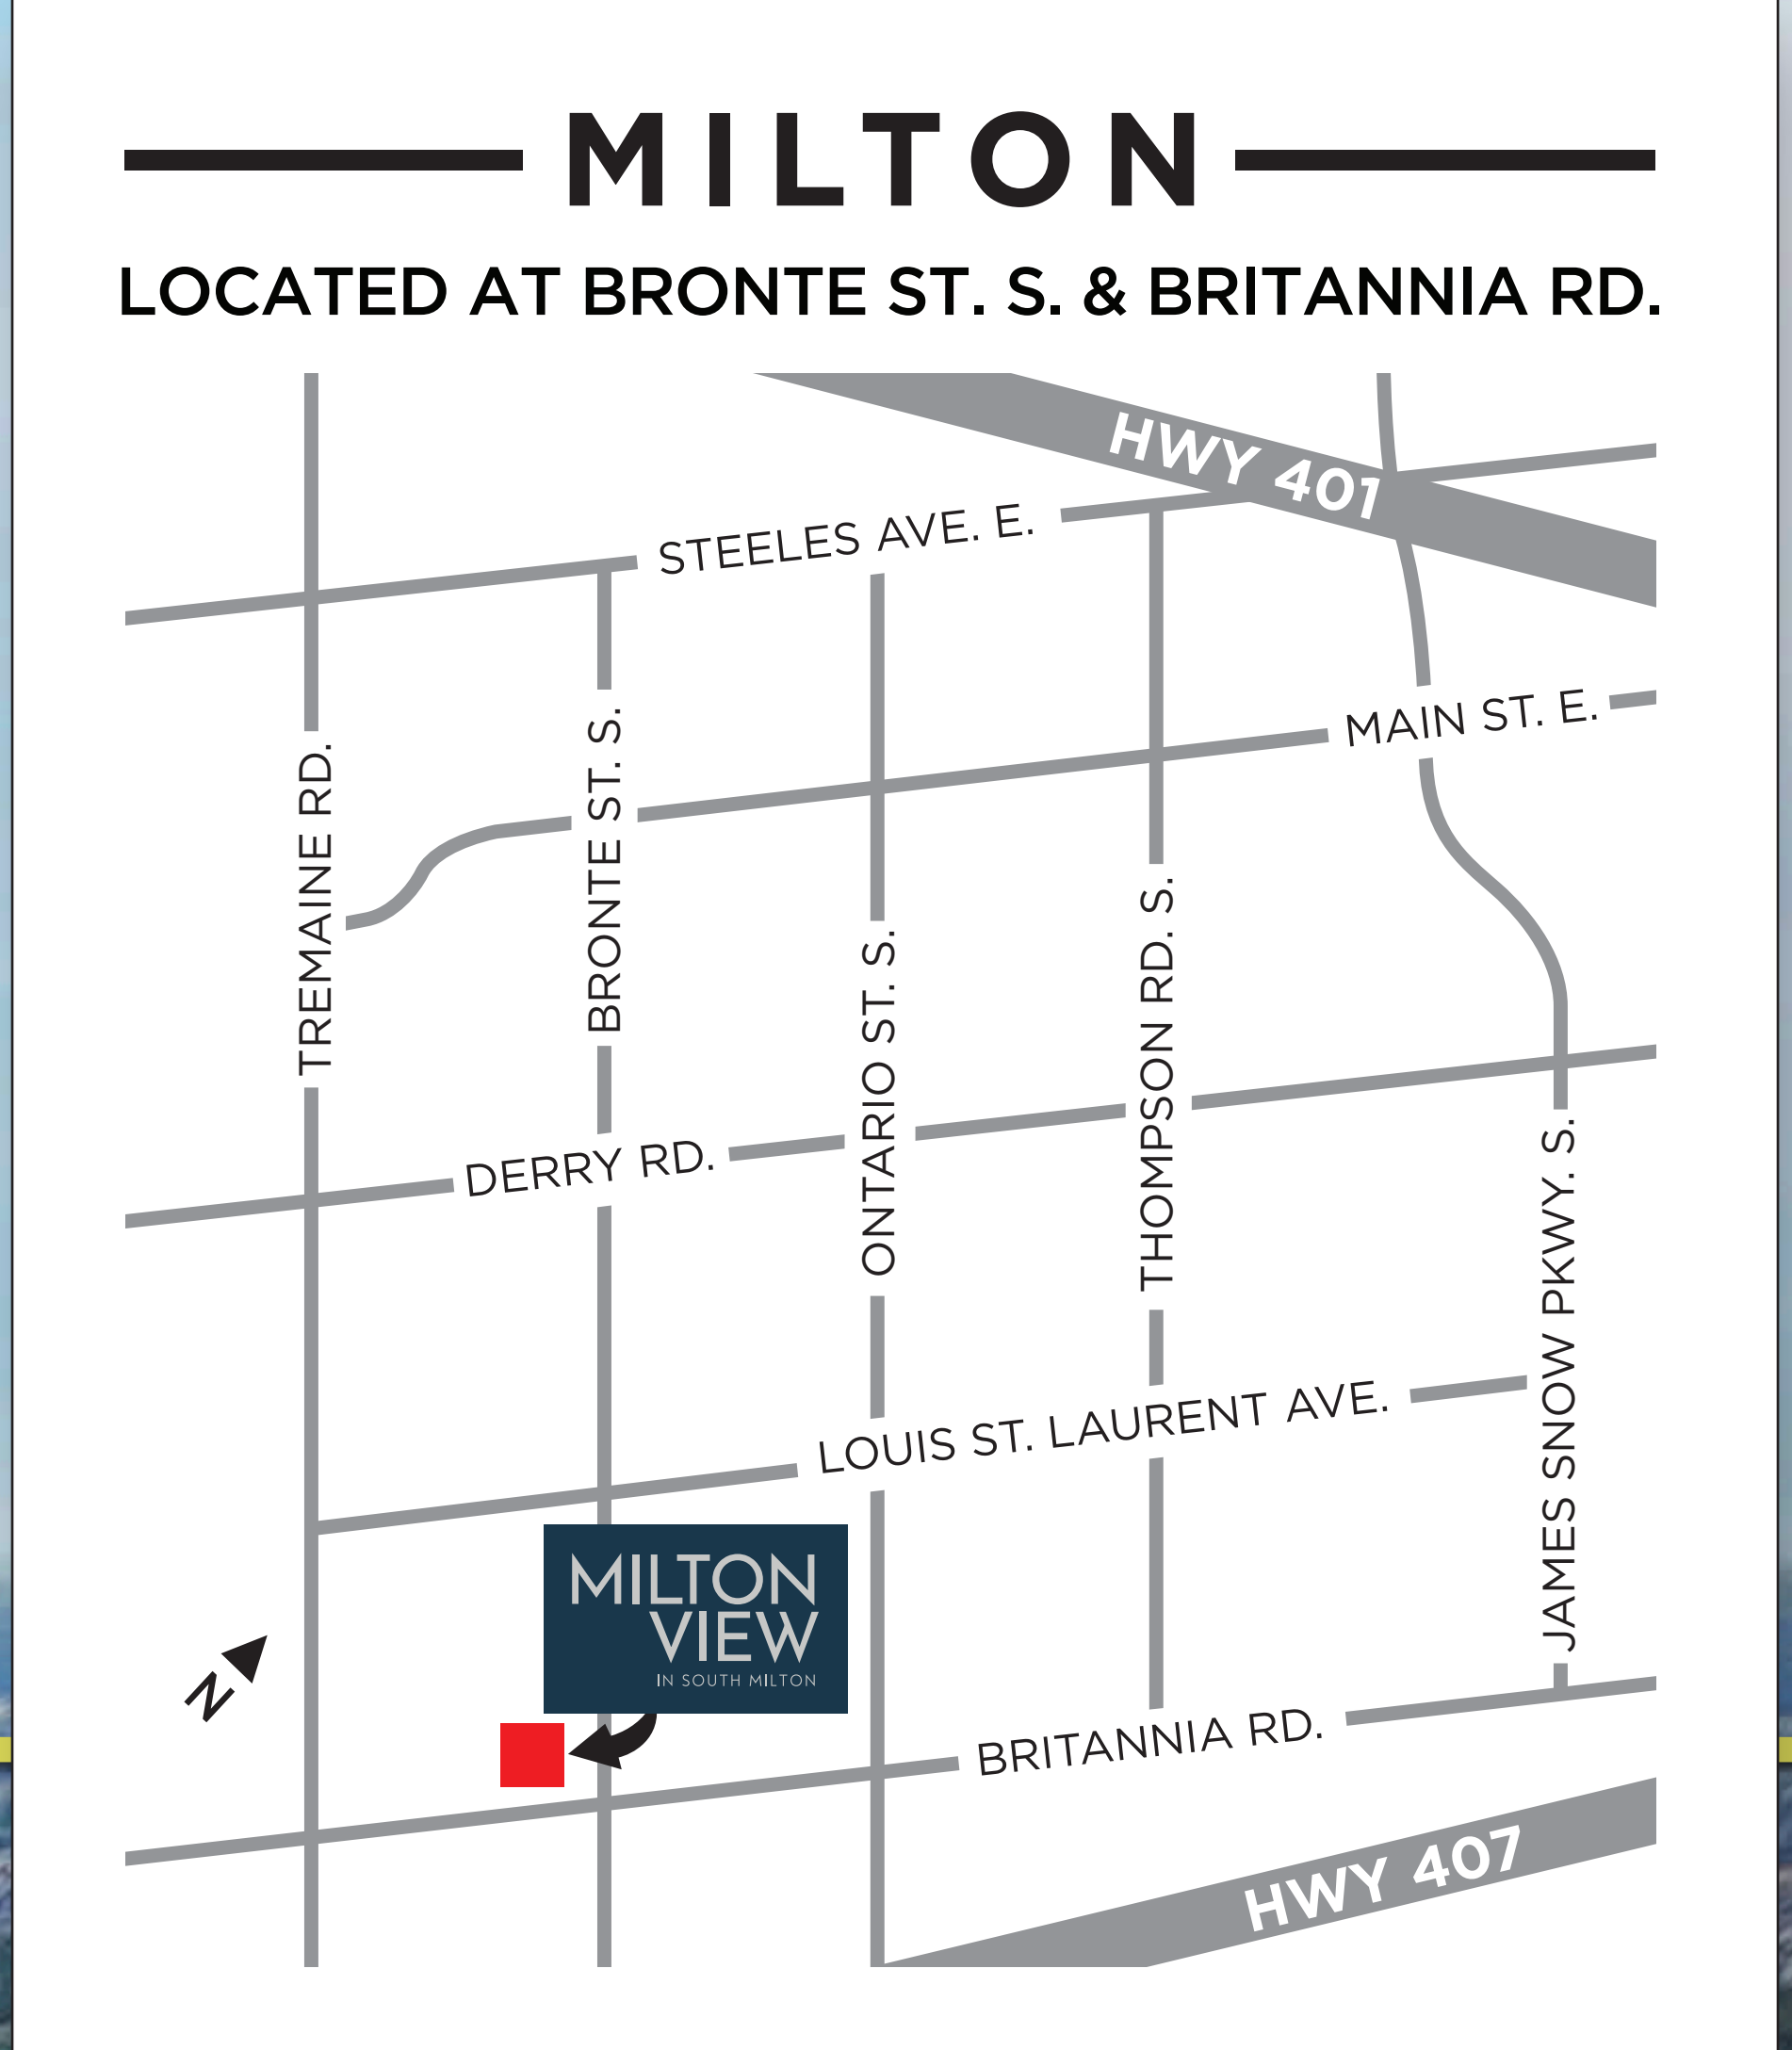 MILTON
LOCATED AT BRONTE ST. S. & BRITANNIA RD.
HWY 401
STEELES AVE. E.
MAIN ST. E.
TREMAINE RD.
BRONTE ST. S.
ONTARIO ST. S.
THOMPSON RD. S.
DERRY RD.
JAMES SNOW PKWY. S.
LOUIS ST. LAURENT AVE.
MILTON
VIEW
IN SOUTH MILTON
N
BRITANNIA RD.
HWY 407